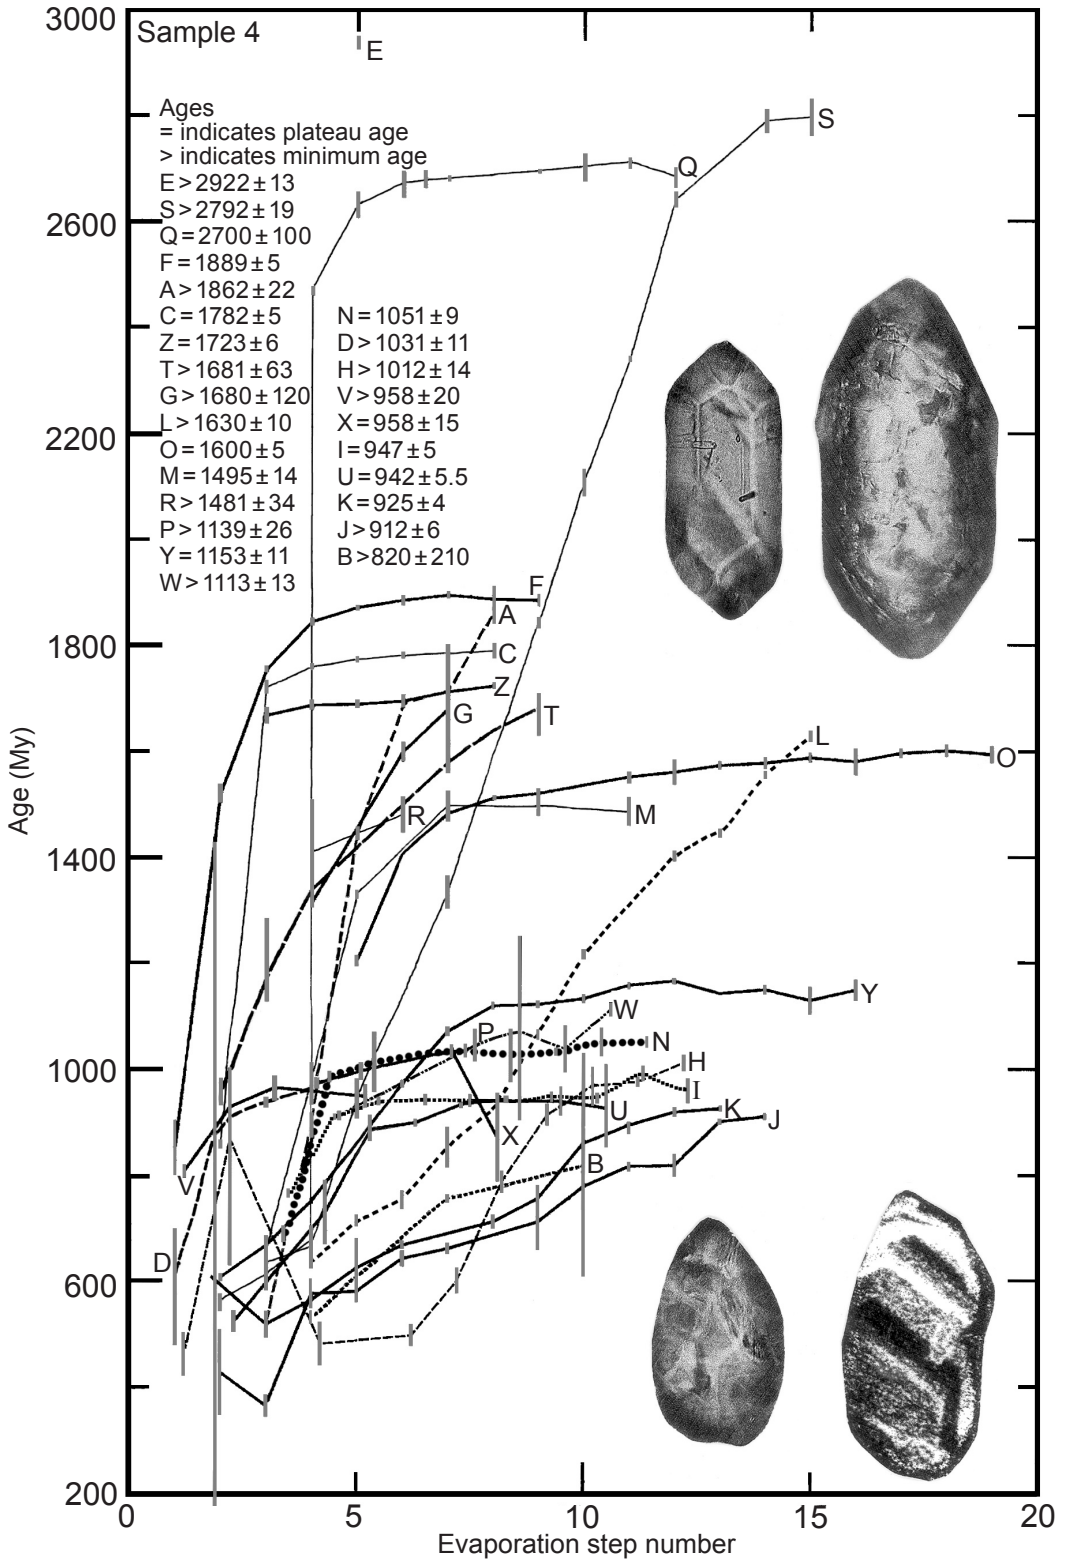 Sample 4
Ages
= indicates plateau age
> indicates minimum age
E>2922±13
S>2792±19
Q=2700±100
F=1889±5
A>1862±22
C=1782±5
Z=1723±6
T>1681±63
G>1680±120
L>1630±10
O=1600±5
M=1495±14
R>1481±34
P>1139±26
Y=1153±11
W>1113±13
N=1051±9
D>1031±11
H>1012±14
V>958±20
X=958±15
I=947±5
U=942±5.5
K=925±4
J>912±6
B>820±210
E
S
Q
F
A
C
Z
G
T
L
O
R
M
Y
W
P
N
H
I
U
K
J
X
B
V
D
3000
2600
2200
1800
1400
1000
600
200
Age (My)
0
5
10
15
20
Evaporation step number